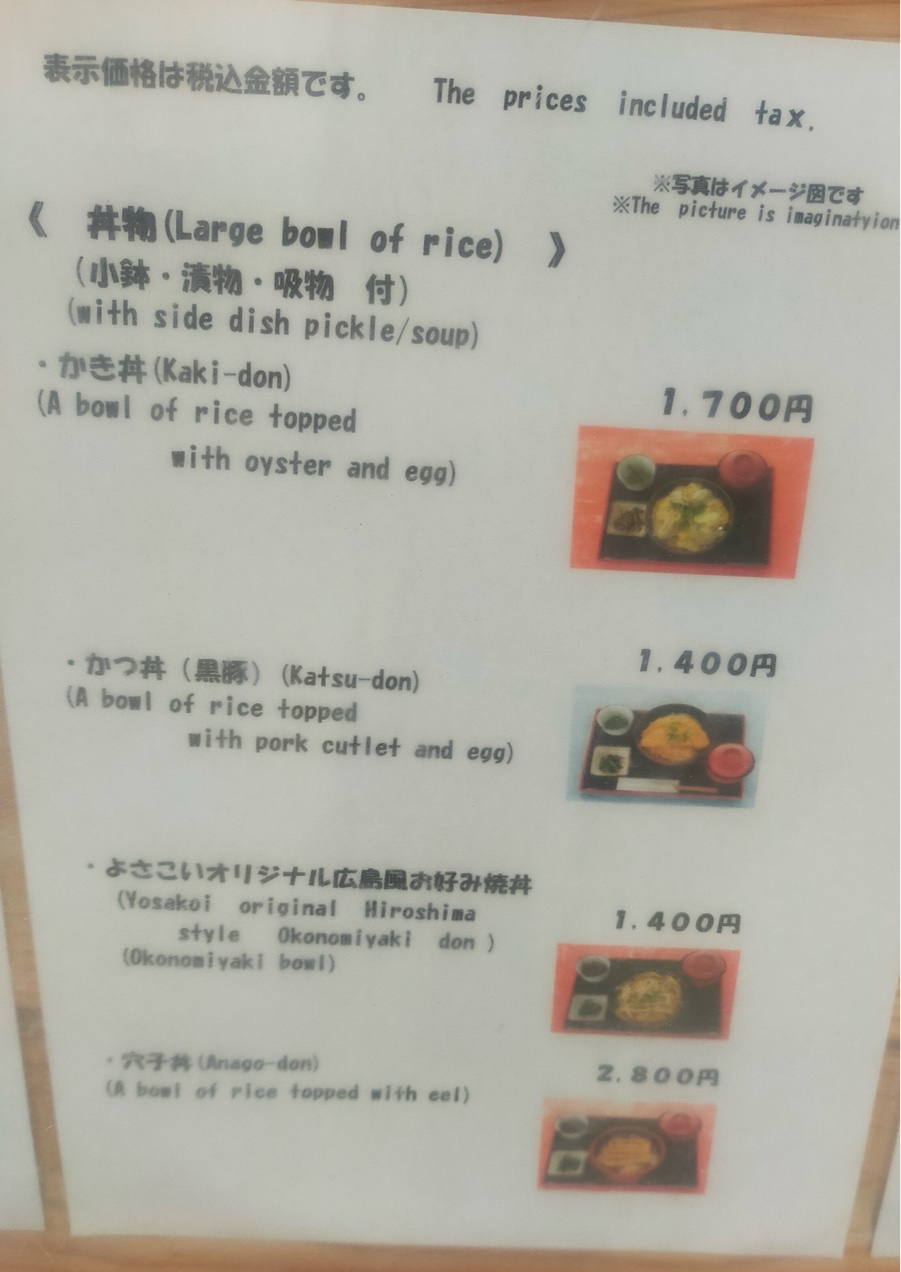 表示価格は税込金額です。 The prices included tax.
※写真はイメージ図です
※The picture is imaginatyion
《 丼物(Large bowl of rice) 》
(小鉢・漬物・吸物 付)
(with side dish pickle/soup)
・かき丼(Kaki-don)
1.700円
(A bowl of rice topped
with oyster and egg)
・かつ丼(黒豚)(Katsu-don)
1.400円
(A bowl of rice topped
with pork cutlet and egg)
・よさこいオリジナル広島風お好み焼丼
(Yosakoi original Hiroshima
style Okonomiyaki don )
1.400円
(Okonomiyaki bowl)
・穴子丼(Anago-don)
2.800円
(A bowl of rice topped with eel)